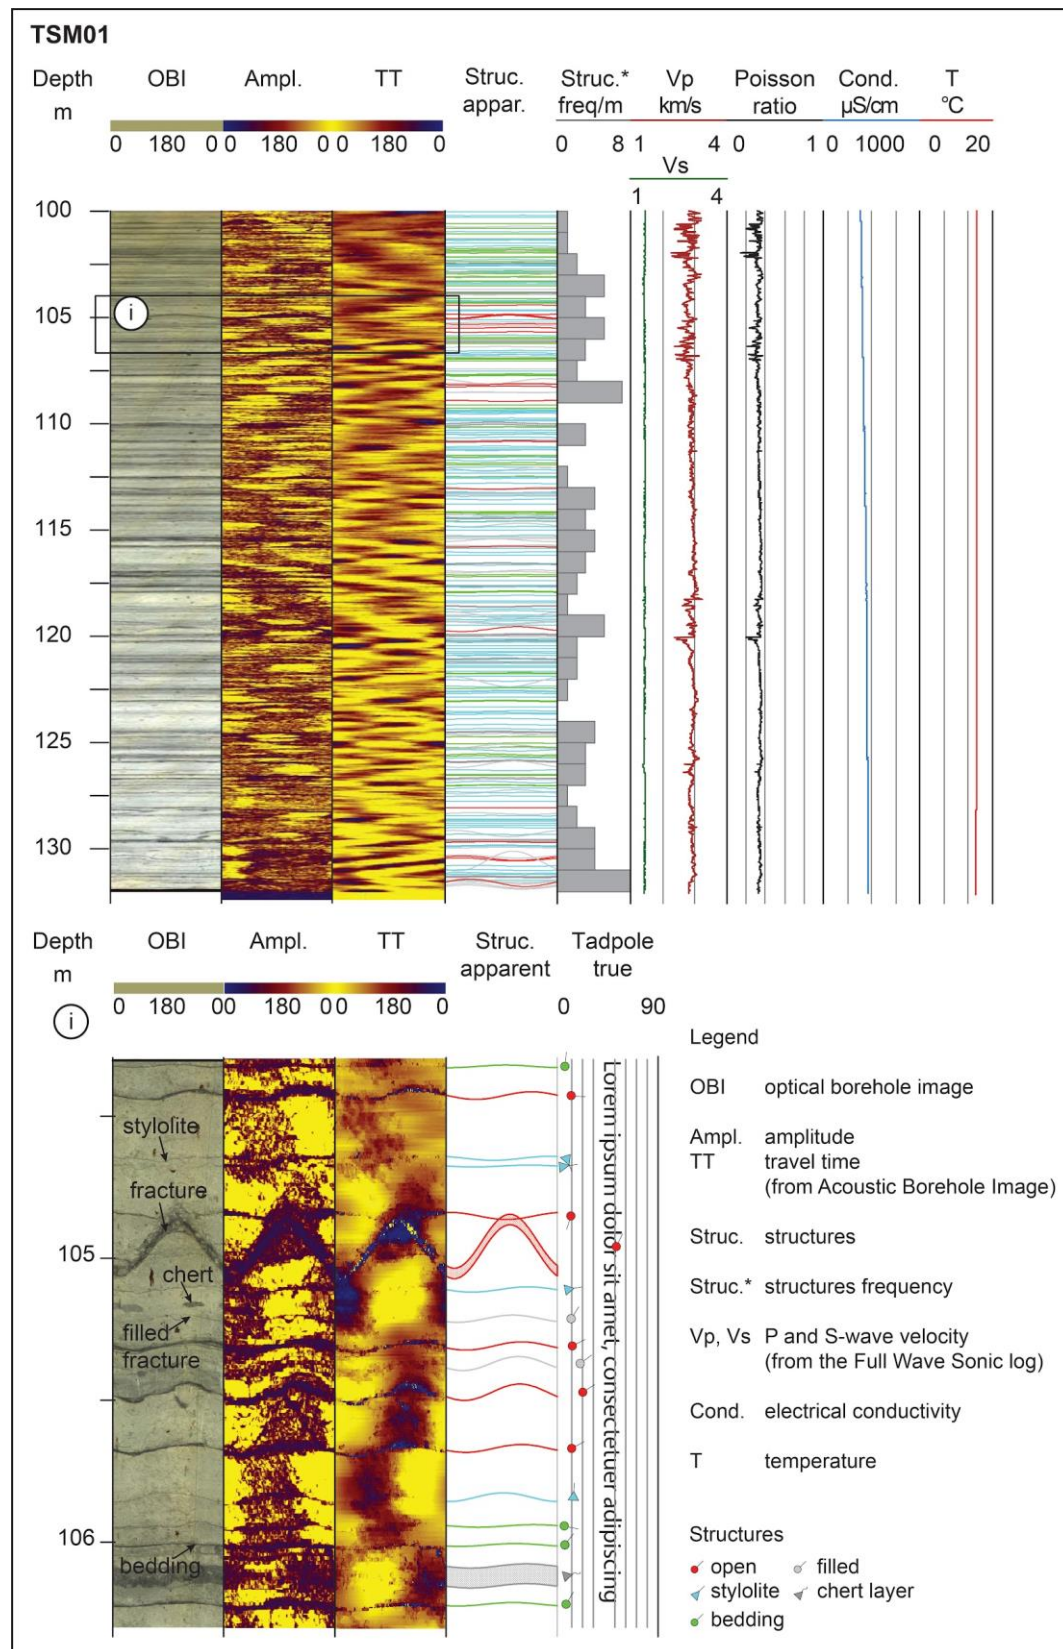 TSM01
Depth OBI Ampl. TT Struc. Struc.* Vp Poisson Cond. T
m appar. freq/m km/s ratio µS/cm °C
0 180 0 0 180 0 0 180 0 0 8 1 4 0 1 0 1000 0 20
Vs
1 4
100
i
105
110
115
120
125
130
Depth OBI Ampl. TT Struc. Tadpole
m apparent true
0 180 0 0 180 0 0 180 0 0 90
i
stylolite
fracture
105
chert
filled
fracture
106
bedding
Lorem ipsum dolor sit amet, consectetuer adipiscing
Legend
OBI optical borehole image
Ampl. amplitude
TT travel time
(from Acoustic Borehole Image)
Struc. structures
Struc.* structures frequency
Vp, Vs P and S-wave velocity
(from the Full Wave Sonic log)
Cond. electrical conductivity
T temperature
Structures
open filled
stylolite chert layer
bedding